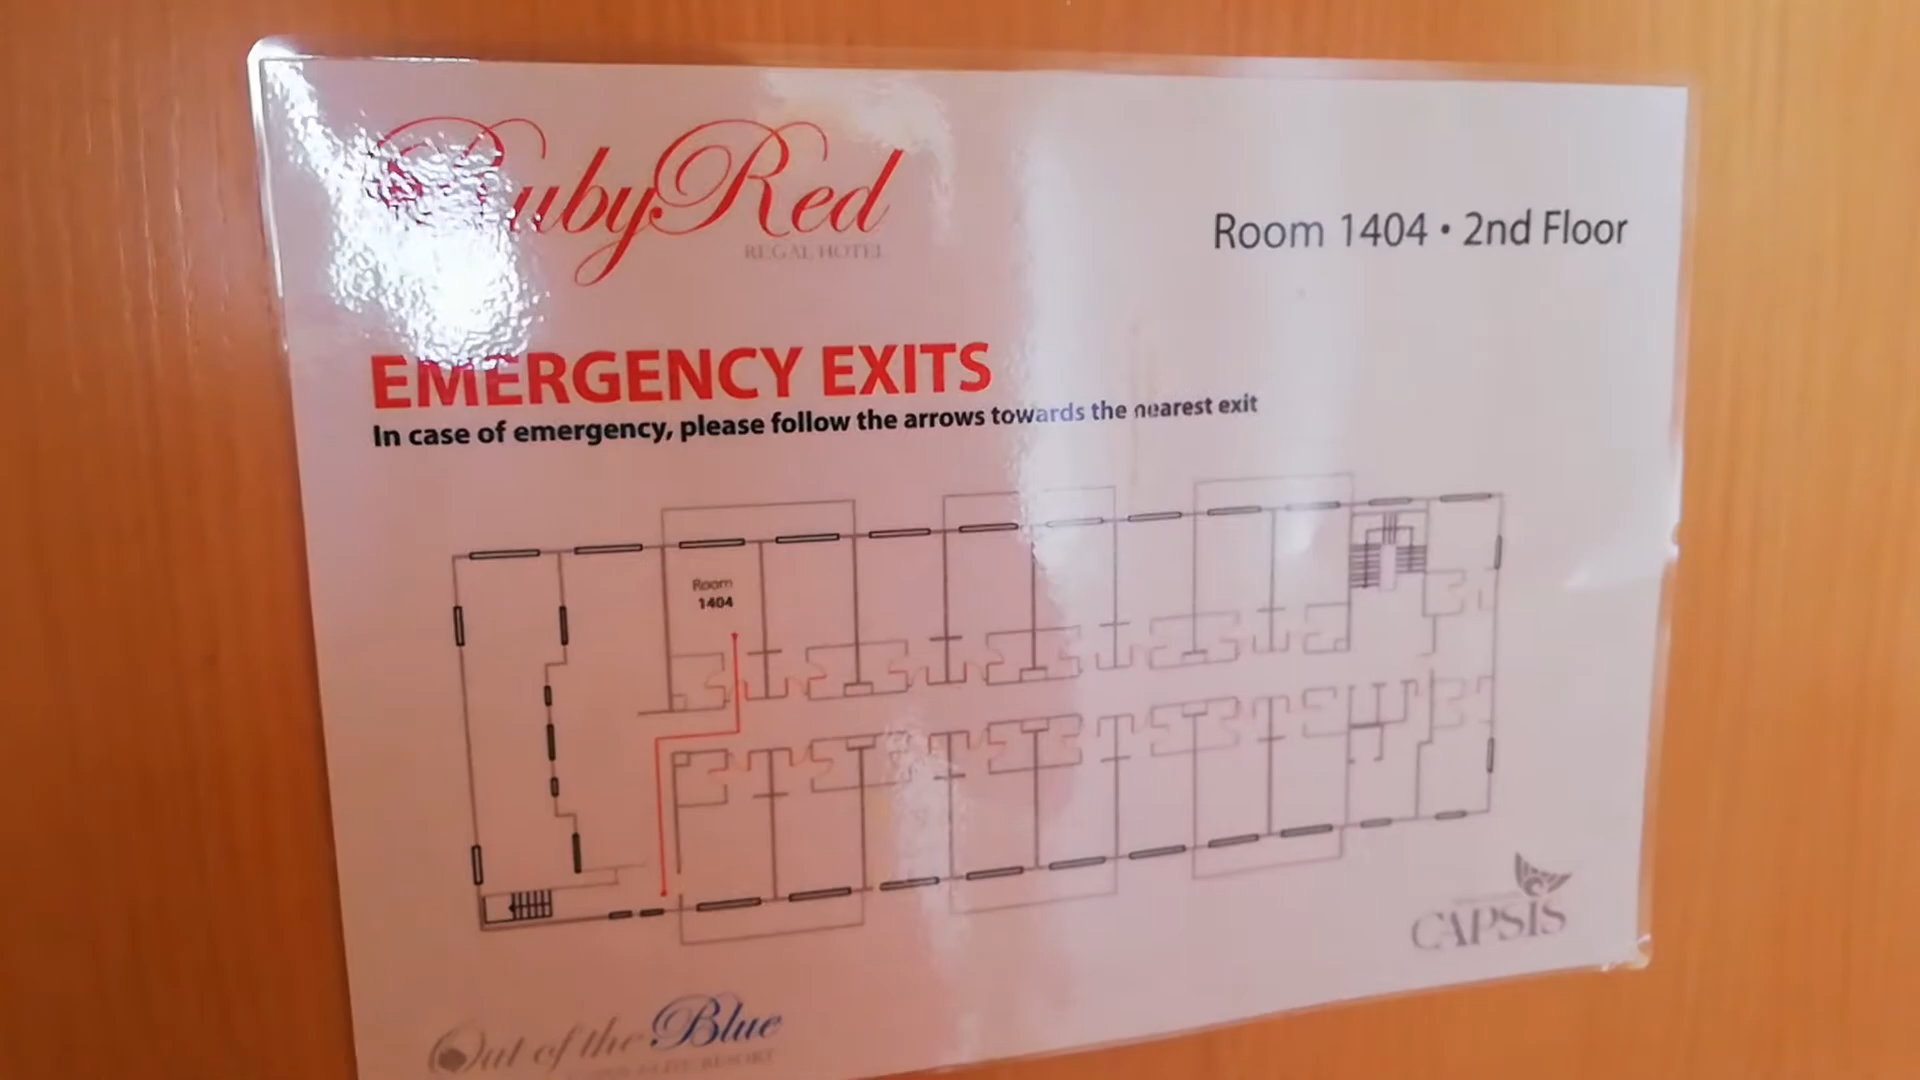 RubyRed
REGAL HOTEL
Room 1404 • 2nd Floor
EMERGENCY EXITS
In case of emergency, please follow the arrows towards the nearest exit
Room
1404
CAPSIS
Out of the Blue